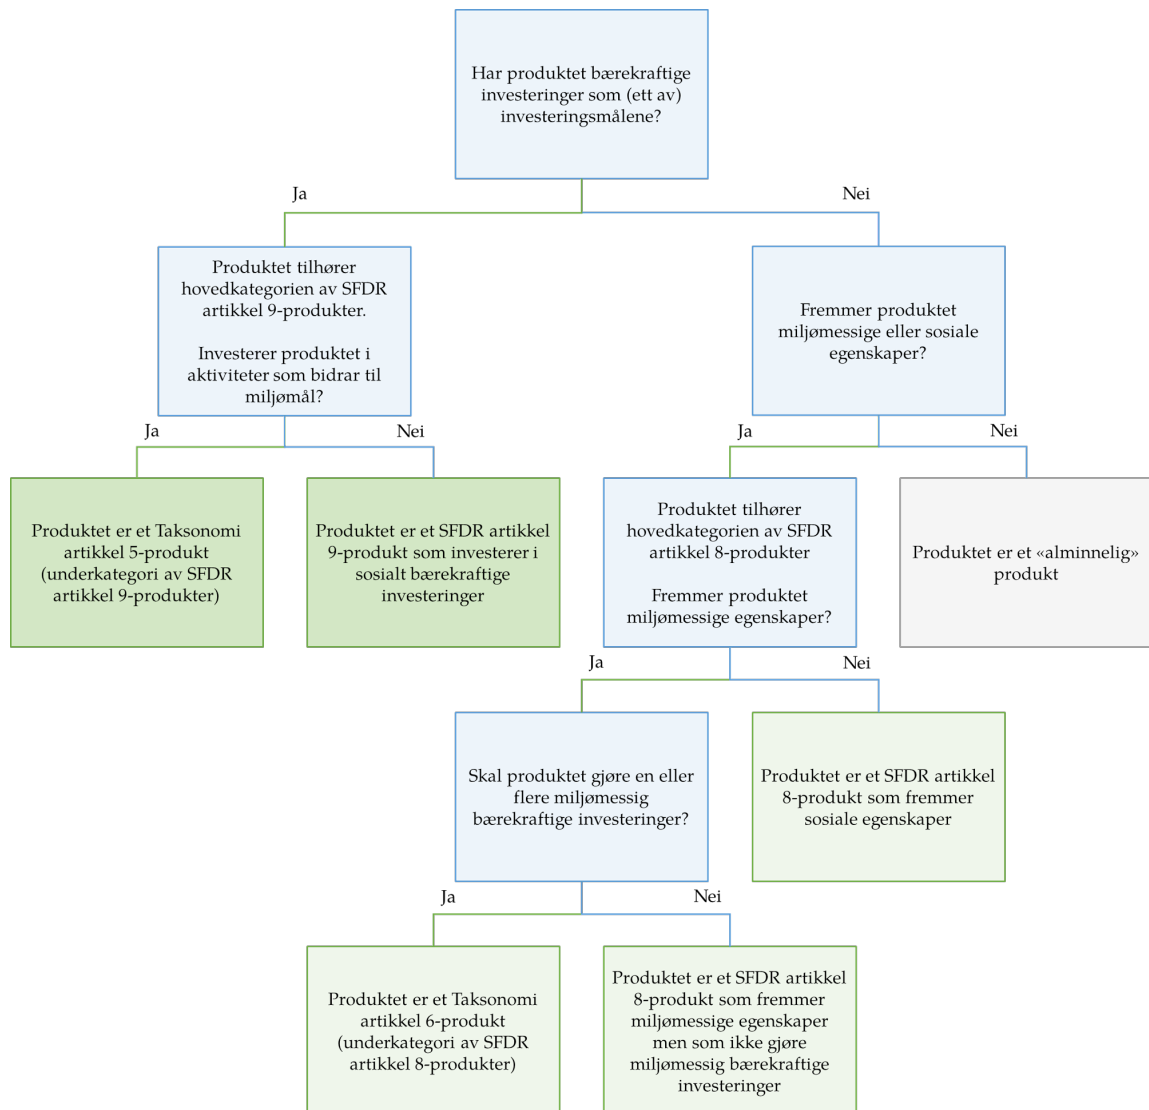 Har produktet bærekraftige
investeringer som (ett av)
investeringsmålene?
Ja
Nei
Produktet tilhører
hovedkategorien av SFDR
artikkel 9-produkter.
Investerer produktet i
aktiviteter som bidrar til
miljømål?
Fremmer produktet
miljømessige eller sosiale
egenskaper?
Ja
Nei
Ja
Nei
Produktet er et Taksonomi
artikkel 5-produkt
(underkategori av SFDR
artikkel 9-produkter)
Produktet er et SFDR artikkel
9-produkt som investerer i
sosialt bærekraftige
investeringer
Produktet tilhører
hovedkategorien av SFDR
artikkel 8-produkter
Fremmer produktet
miljømessige egenskaper?
Produktet er et «alminnelig»
produkt
Ja
Nei
Skal produktet gjøre en eller
flere miljømessig
bærekraftige investeringer?
Produktet er et SFDR artikkel
8-produkt som fremmer
sosiale egenskaper
Ja
Nei
Produktet er et Taksonomi
artikkel 6-produkt
(underkategori av SFDR
artikkel 8-produkter)
Produktet er et SFDR artikkel
8-produkt som fremmer
miljømessige egenskaper
men som ikke gjøre
miljømessig bærekraftige
investeringer